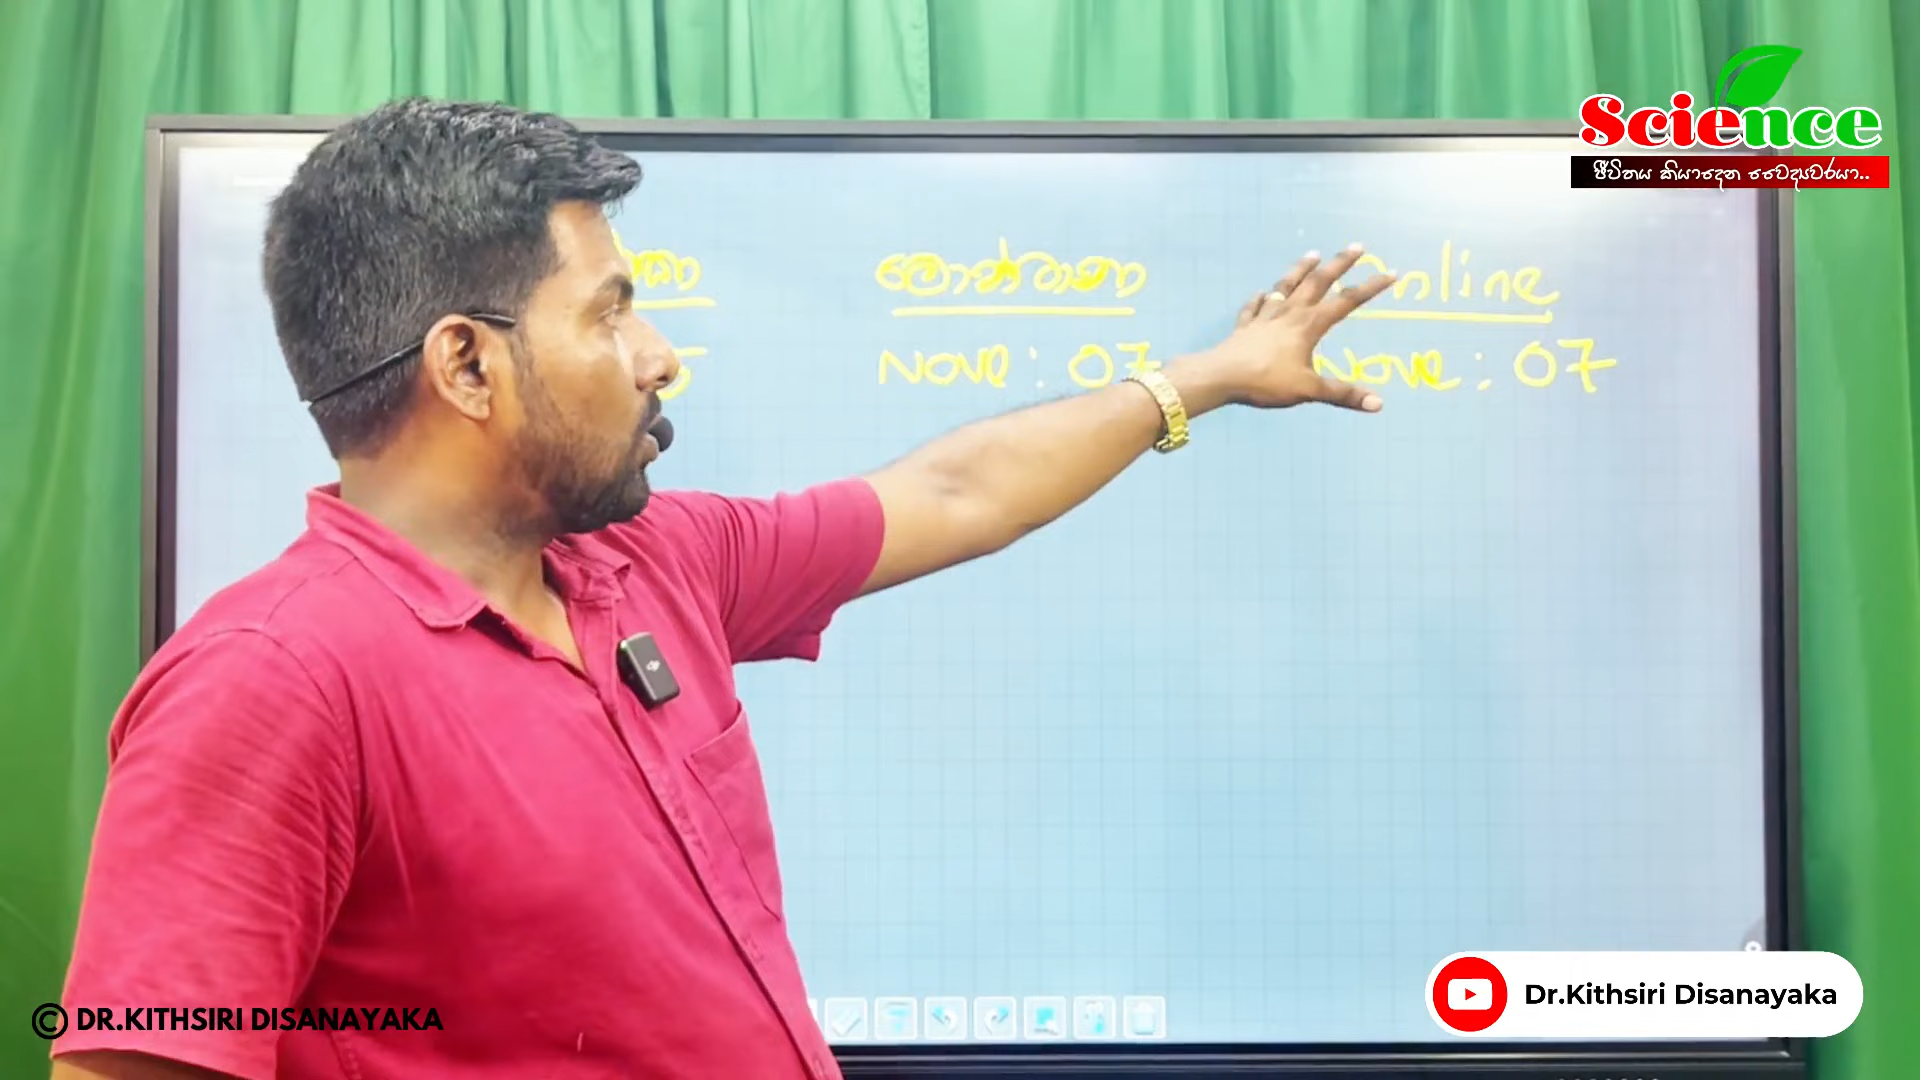 Science
ජීවිතය කියාදෙන වෛද්‍යවරයා..
Online
Nove : 07
Nove : 07
Dr.Kithsiri Disanayaka
© DR.KITHSIRI DISANAYAKA